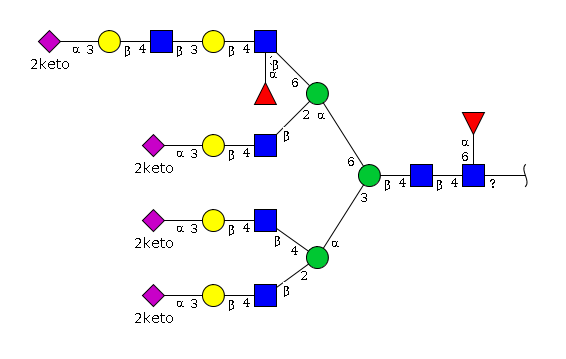 α 3 β 4 β 3 β 4 β
2keto α 6
2 α α
β 6
α 3 β 4 6
2keto β 4 β 4 ?
3
α 3 β 4 β 4 α
2keto
2
α 3 β 4 β
2keto